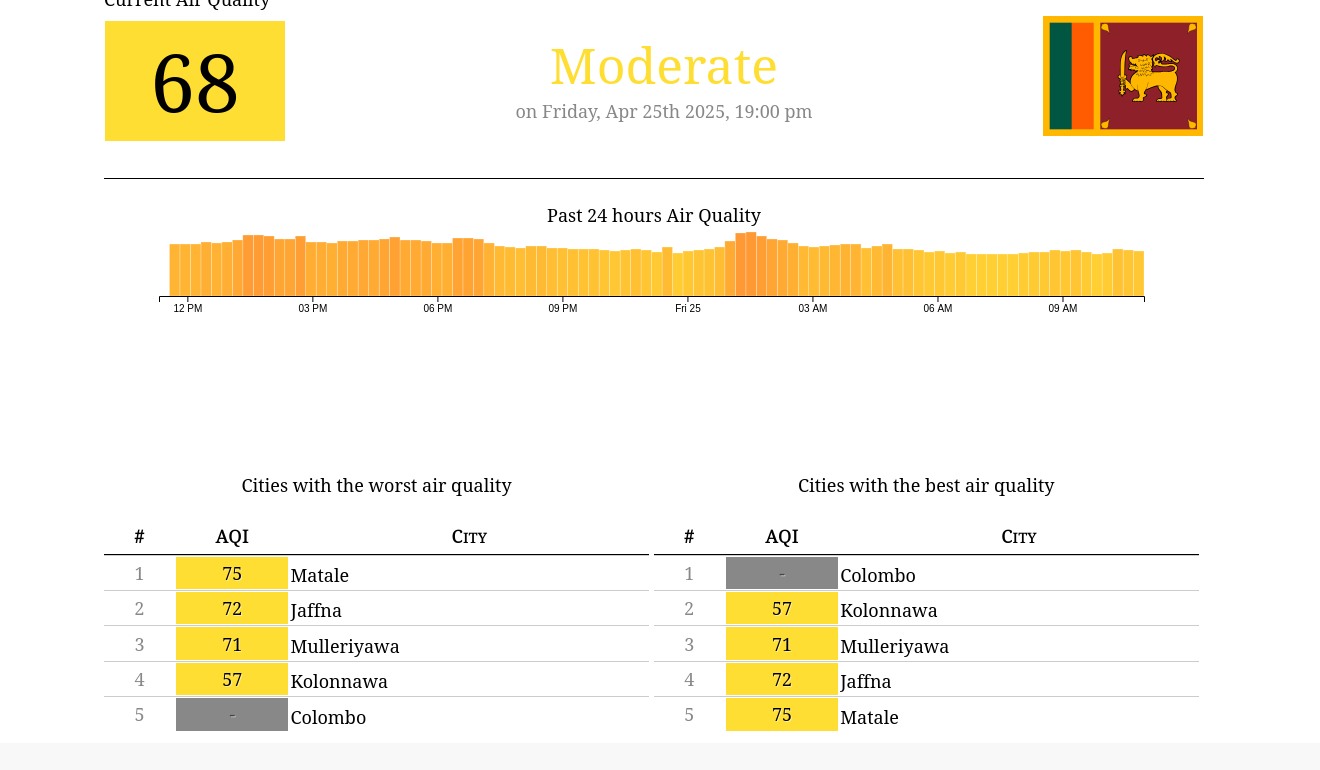 Current Air Quality
68
Moderate
on Friday, Apr 25th 2025, 19:00 pm
Past 24 hours Air Quality
12 PM 03 PM 06 PM 09 PM Fri 25 03 AM 06 AM 09 AM
Cities with the worst air quality
# AQI City
1 75 Matale
2 72 Jaffna
3 71 Mulleriyawa
4 57 Kolonnawa
5 - Colombo
Cities with the best air quality
# AQI City
1 - Colombo
2 57 Kolonnawa
3 71 Mulleriyawa
4 72 Jaffna
5 75 Matale